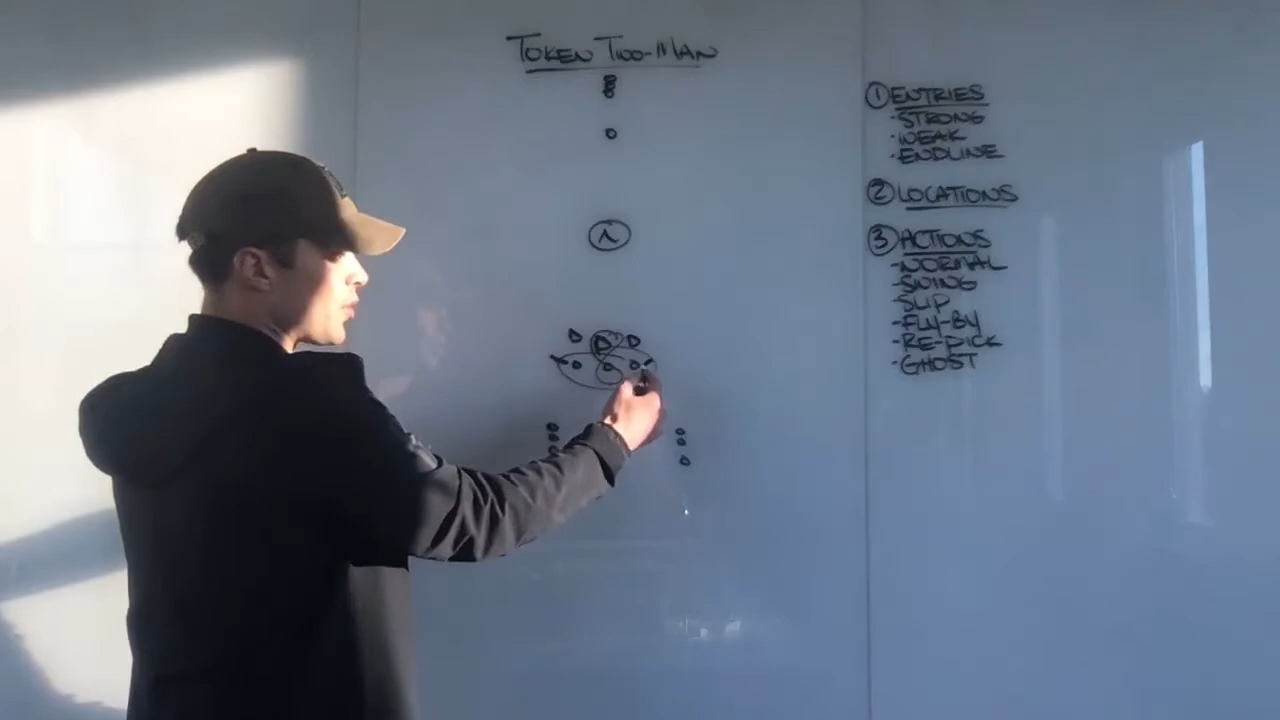 TOKEN TWO-MAN
① ENTRIES
-STRONG
-WEAK
-ENDLINE
② LOCATIONS
③ ACTIONS
-NORMAL
-SWING
-SLIP
-FLY-BY
-RE-PICK
-GHOST
D D D